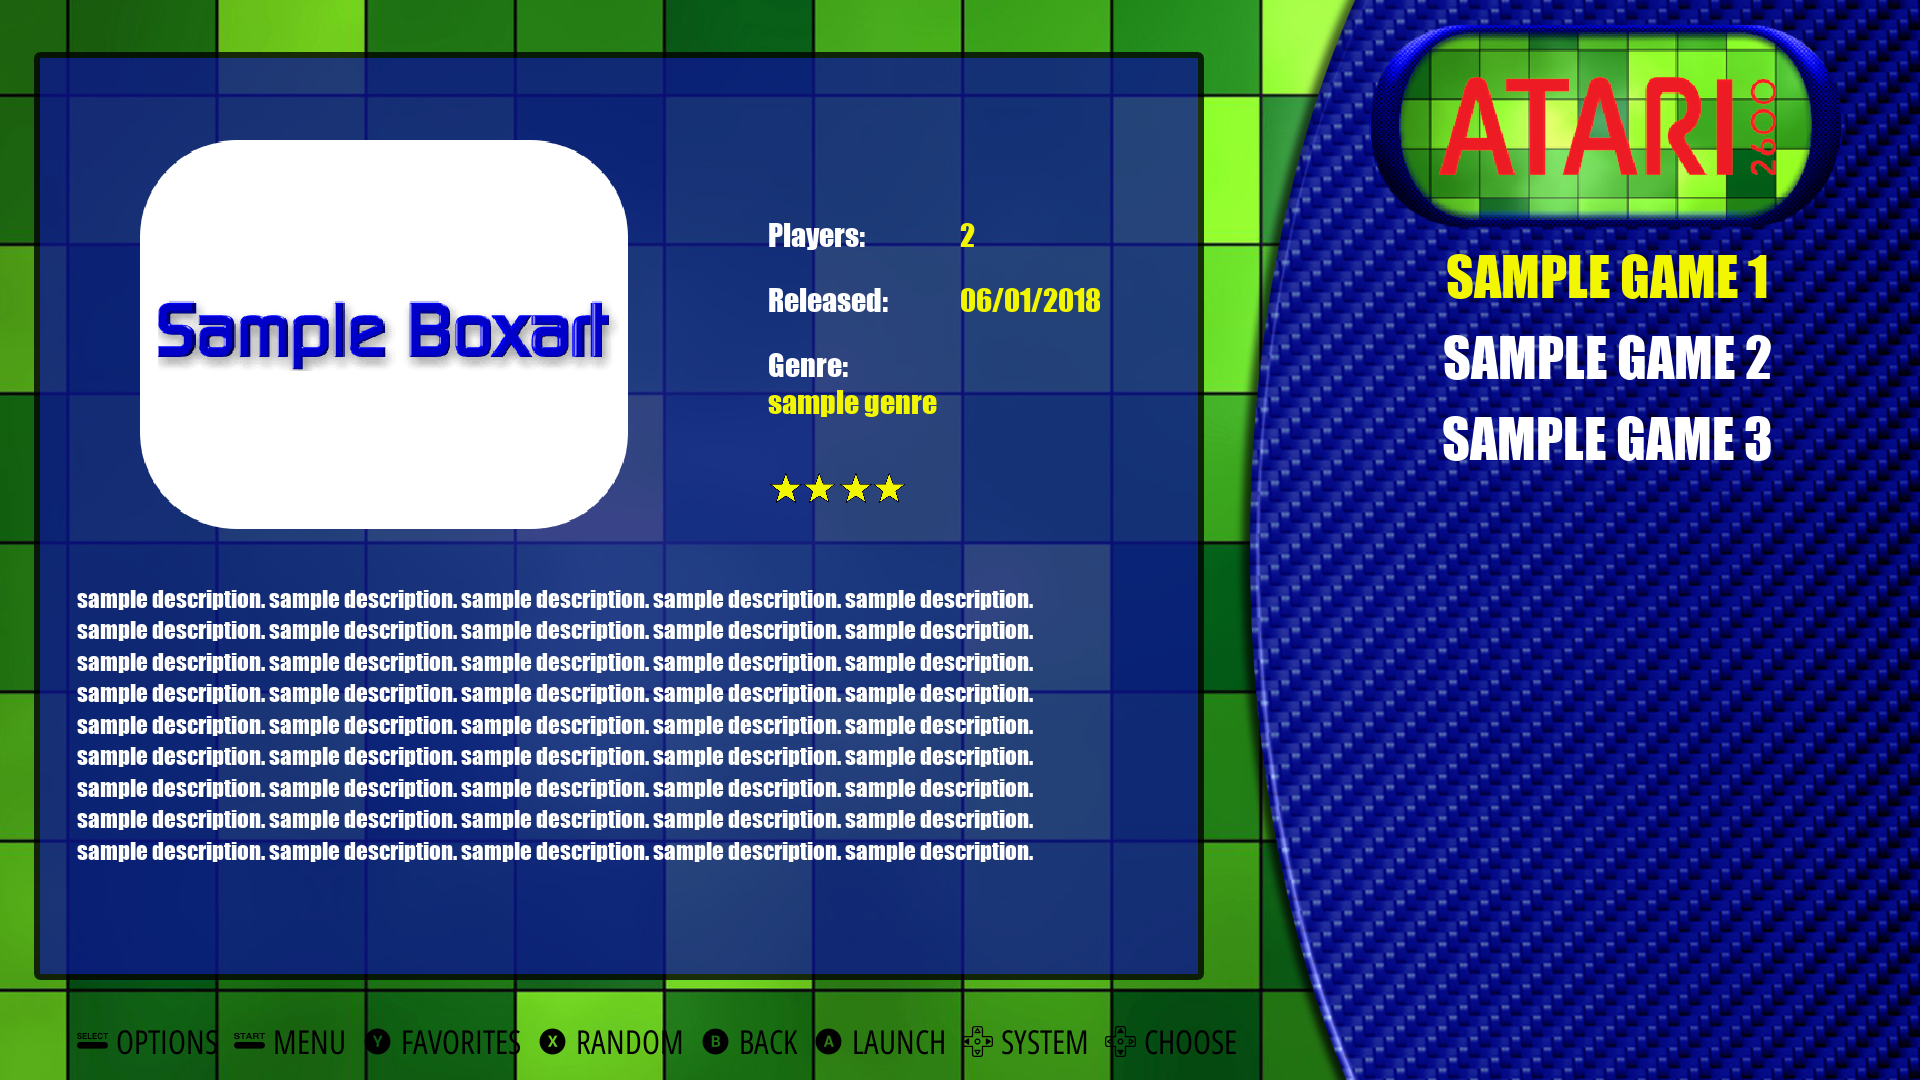 ATARI 2600
SAMPLE GAME 1
SAMPLE GAME 2
SAMPLE GAME 3
Sample Boxart
Players: 2
Released: 06/01/2018
Genre:
sample genre
sample description. sample description. sample description. sample description. sample description.
sample description. sample description. sample description. sample description. sample description.
sample description. sample description. sample description. sample description. sample description.
sample description. sample description. sample description. sample description. sample description.
sample description. sample description. sample description. sample description. sample description.
sample description. sample description. sample description. sample description. sample description.
sample description. sample description. sample description. sample description. sample description.
sample description. sample description. sample description. sample description. sample description.
sample description. sample description. sample description. sample description. sample description.
SELECT OPTIONS START MENU Y FAVORITES X RANDOM B BACK A LAUNCH SYSTEM CHOOSE